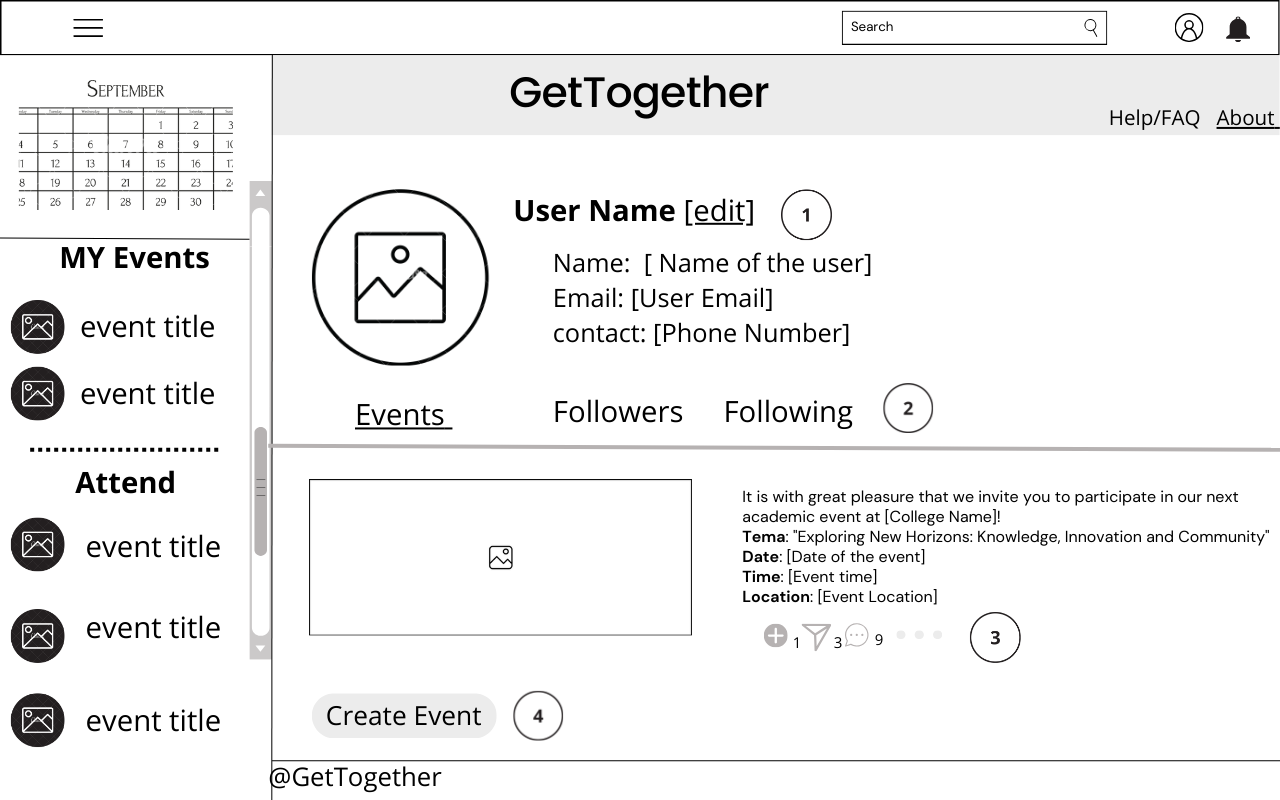 Search
GetTogether
Help/FAQ About
SEPTEMBER
Tuesday Wednesday Thursday Friday Saturday
1 2 3
4 5 6 7 8 9 10
11 12 13 14 15 16 17
18 19 20 21 22 23 24
25 26 27 28 29 30
MY Events
event title
event title
Attend
event title
event title
event title
User Name [edit] 1
Name: [ Name of the user]
Email: [User Email]
contact: [Phone Number]
Events Followers Following 2
It is with great pleasure that we invite you to participate in our next
academic event at [College Name]!
Tema: "Exploring New Horizons: Knowledge, Innovation and Community"
Date: [Date of the event]
Time: [Event time]
Location: [Event Location]
1 3 9 3
Create Event 4
@GetTogether